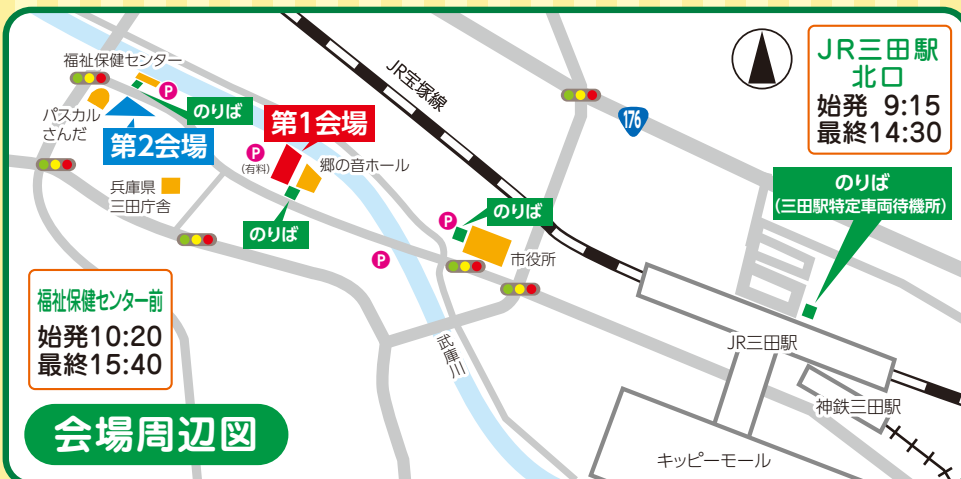 福祉保健センター
P
のりば
パスカル
さんだ
第2会場
第1会場
P
(有料)
郷の音ホール
兵庫県
三田庁舎
のりば
P
P
のりば
市役所
JR宝塚線
176
JR三田駅
北口
始発 9:15
最終14:30
のりば
(三田駅特定車両待機所)
福祉保健センター前
始発10:20
最終15:40
武庫川
JR三田駅
神鉄三田駅
キッピーモール
会場周辺図